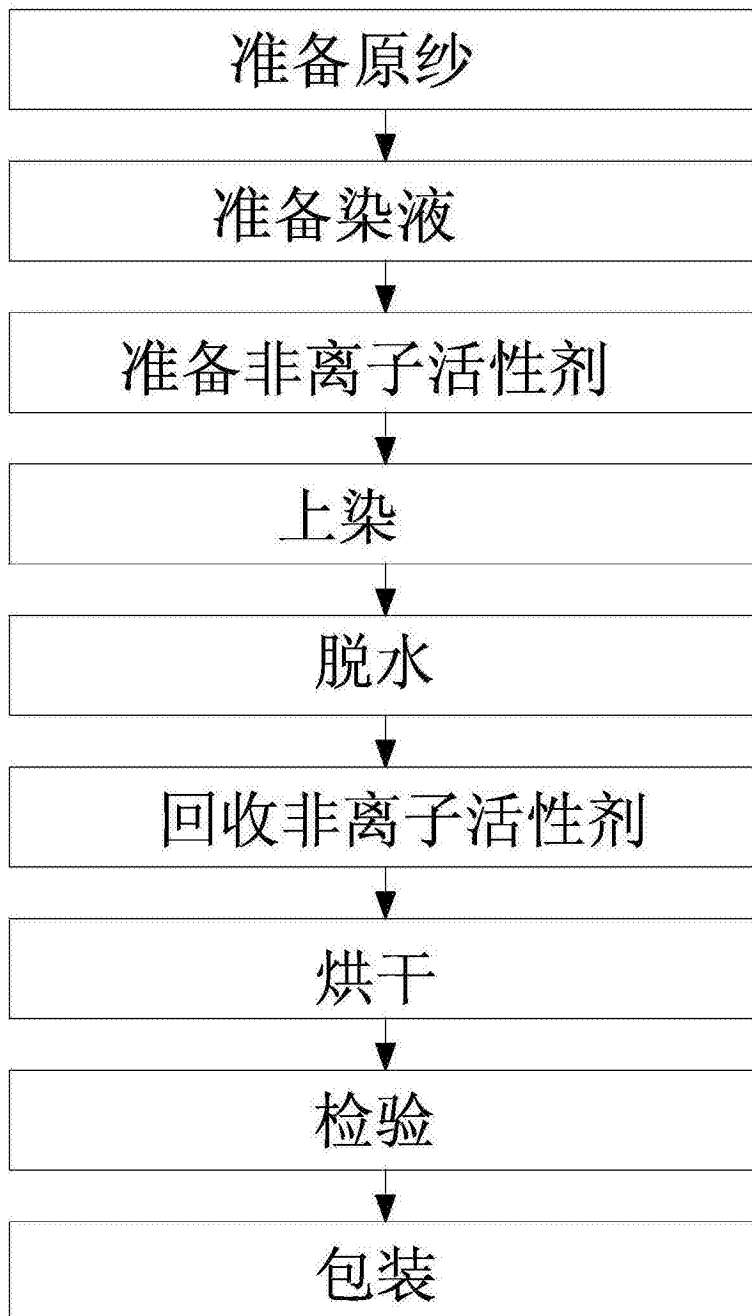 准备原纱
准备染液
准备非离子活性剂
上染
脱水
回收非离子活性剂
烘干
检验
包装